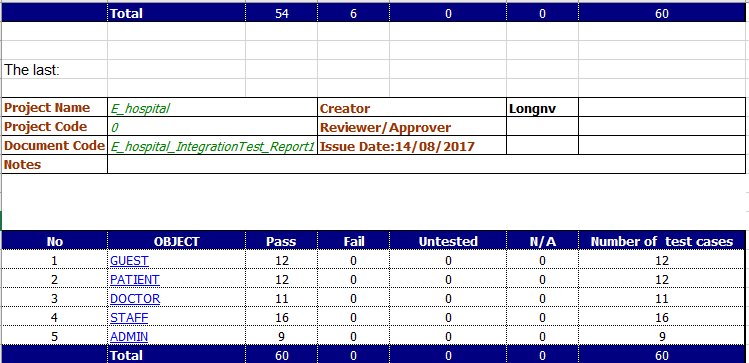 Total 54 6 0 0 60
The last:
Project Name E_hospital Creator Longnv
Project Code 0 Reviewer/Approver
Document Code E_hospital_IntegrationTest_Report1 Issue Date:14/08/2017
Notes
No OBJECT Pass Fail Untested N/A Number of test cases
1 GUEST 12 0 0 0 12
2 PATIENT 12 0 0 0 12
3 DOCTOR 11 0 0 0 11
4 STAFF 16 0 0 0 16
5 ADMIN 9 0 0 0 9
Total 60 0 0 0 60